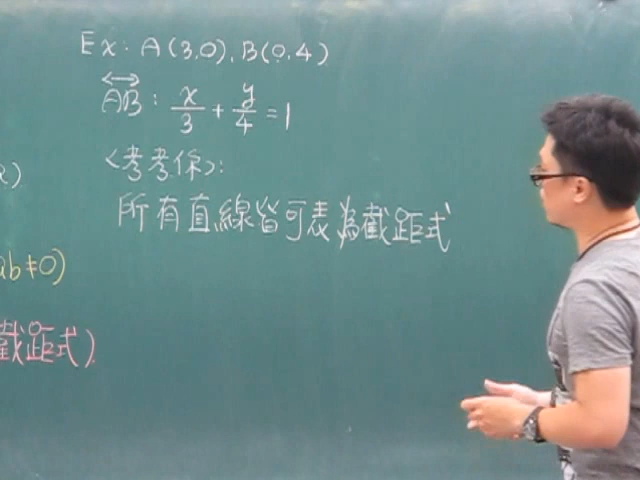 Ex: A(3,0), B(0,4)
AB: x/3 + y/4 = 1
<考考你>:
所有直線皆可表為截距式
ab≠0)
截距式)